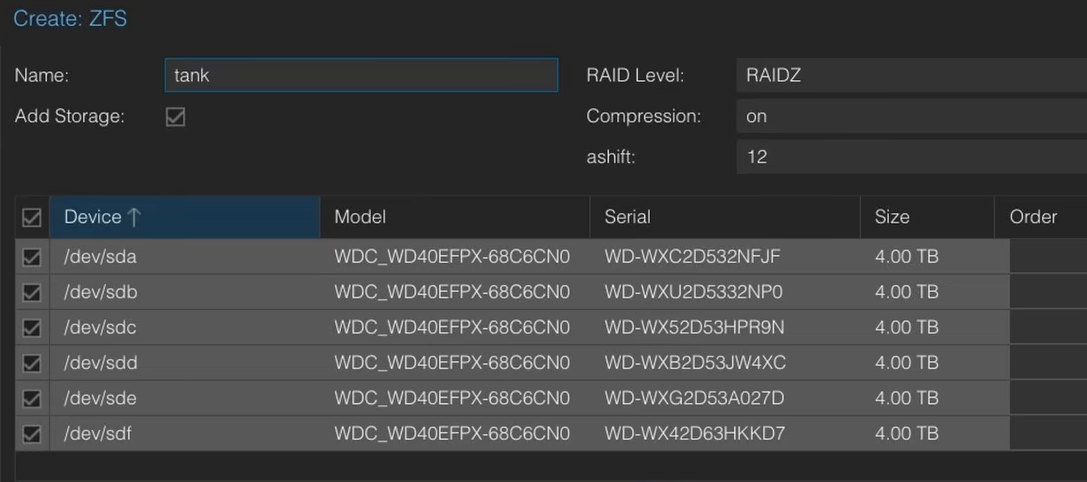 Create: ZFS
Name: tank RAID Level: RAIDZ
Add Storage: Compression: on
ashift: 12
Device Model Serial Size Order
/dev/sda WDC_WD40EFPX-68C6CN0 WD-WXC2D532NFJF 4.00 TB
/dev/sdb WDC_WD40EFPX-68C6CN0 WD-WXU2D5332NP0 4.00 TB
/dev/sdc WDC_WD40EFPX-68C6CN0 WD-WX52D53HPR9N 4.00 TB
/dev/sdd WDC_WD40EFPX-68C6CN0 WD-WXB2D53JW4XC 4.00 TB
/dev/sde WDC_WD40EFPX-68C6CN0 WD-WXG2D53A027D 4.00 TB
/dev/sdf WDC_WD40EFPX-68C6CN0 WD-WX42D63HKKD7 4.00 TB